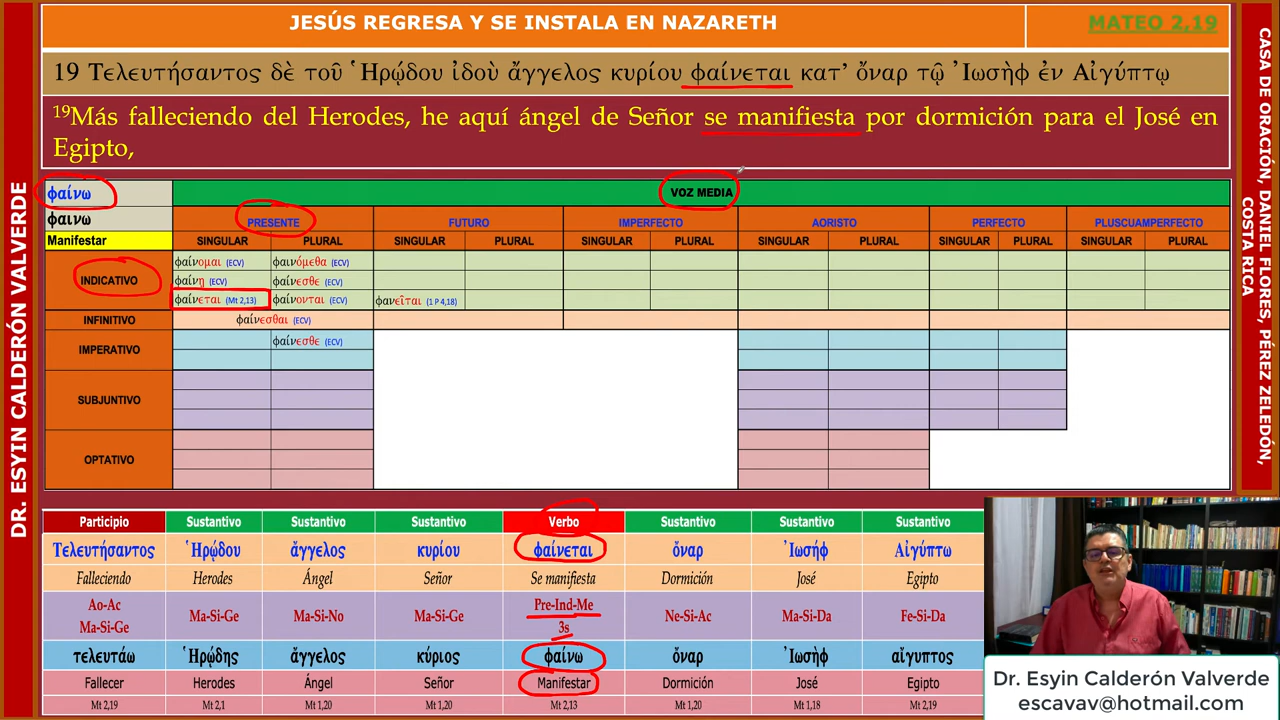 JESÚS REGRESA Y SE INSTALA EN NAZARETH
MATEO 2,19
19 Τελευτήσαντος δὲ τοῦ Ἡρῴδου ἰδοὺ ἄγγελος κυρίου φαίνεται κατ’ ὄναρ τῷ Ἰωσὴφ ἐν Αἰγύπτῳ
19Más falleciendo del Herodes, he aquí ángel de Señor se manifiesta por dormición para el José en
Egipto,
φαίνω
VOZ MEDIA
φαινω
PRESENTE FUTURO IMPERFECTO AORISTO PERFECTO PLUSCUAMPERFECTO
Manifestar
SINGULAR PLURAL SINGULAR PLURAL SINGULAR PLURAL SINGULAR PLURAL SINGULAR PLURAL SINGULAR PLURAL
INDICATIVO
φαίνομαι (ECV) φαινόμεθα (ECV)
φαίνῃ (ECV) φαίνεσθε (ECV)
φαίνεται (Mt 2,13) φαίνονται (ECV) φανεῖται (1 P 4,18)
INFINITIVO φαίνεσθαι (ECV)
IMPERATIVO φαίνεσθε (ECV)
SUBJUNTIVO
OPTATIVO
Participio Sustantivo Sustantivo Sustantivo Verbo Sustantivo Sustantivo Sustantivo
Τελευτήσαντος Ἡρῴδου ἄγγελος κυρίου φαίνεται ὄναρ Ἰωσήφ Αἰγύπτω
Falleciendo Herodes Ángel Señor Se manifiesta Dormición José Egipto
Ao-Ac Ma-Si-Ge Ma-Si-No Ma-Si-Ge Pre-Ind-Me Ne-Si-Ac Ma-Si-Da Fe-Si-Da
Ma-Si-Ge 3s
τελευτάω Ἡρῴδης ἄγγελος κύριος φαίνω ὄναρ Ἰωσὴφ αἴγυπτος
Fallecer Herodes Ángel Señor Manifestar Dormición José Egipto
Mt 2,19 Mt 2,1 Mt 1,20 Mt 1,20 Mt 2,13 Mt 1,20 Mt 1,18 Mt 2,19
DR. ESYIN CALDERÓN VALVERDE
CASA DE ORACIÓN, DANIEL FLORES, PÉREZ ZELEDÓN,
COSTA RICA
Dr. Esyin Calderón Valverde
escavav@hotmail.com